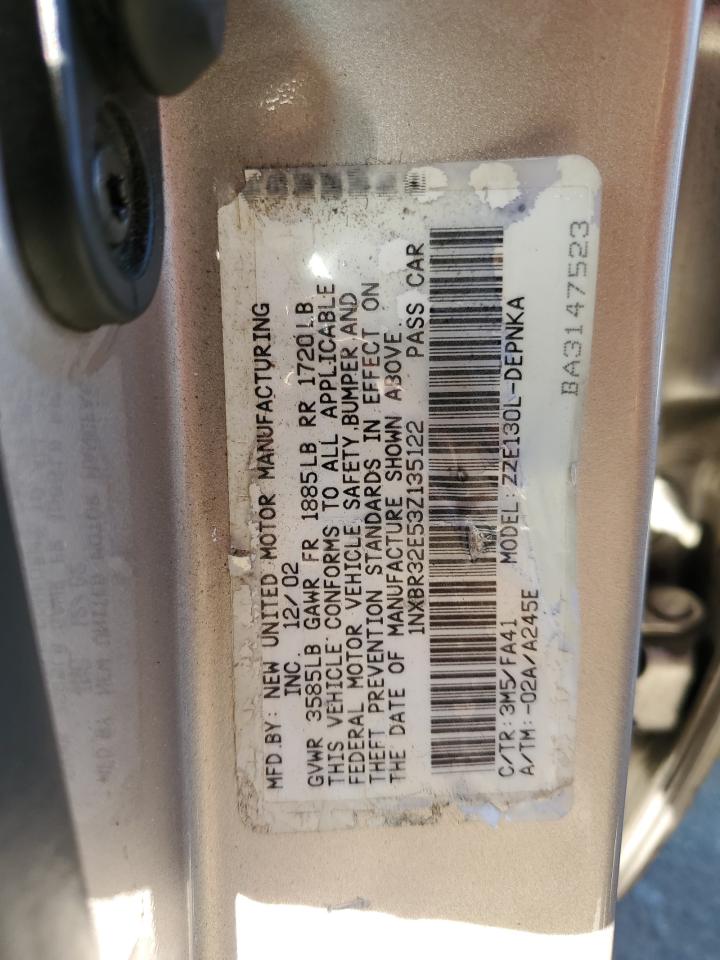 MFD.BY: NEW UNITED MOTOR MANUFACTURING
INC. 12/02
GVWR 3585LB GAWR FR 1885LB RR 1720LB
THIS VEHICLE CONFORMS TO ALL APPLICABLE
FEDERAL MOTOR VEHICLE SAFETY,BUMPER AND
THEFT PREVENTION STANDARDS IN EFFECT ON
THE DATE OF MANUFACTURE SHOWN ABOVE.
1NXBR32E53Z135122 PASS CAR
C/TR:3M5/FA41 MODEL:ZZE130L-DEPNKA
A/TM:-02A/A245E
BA3147523